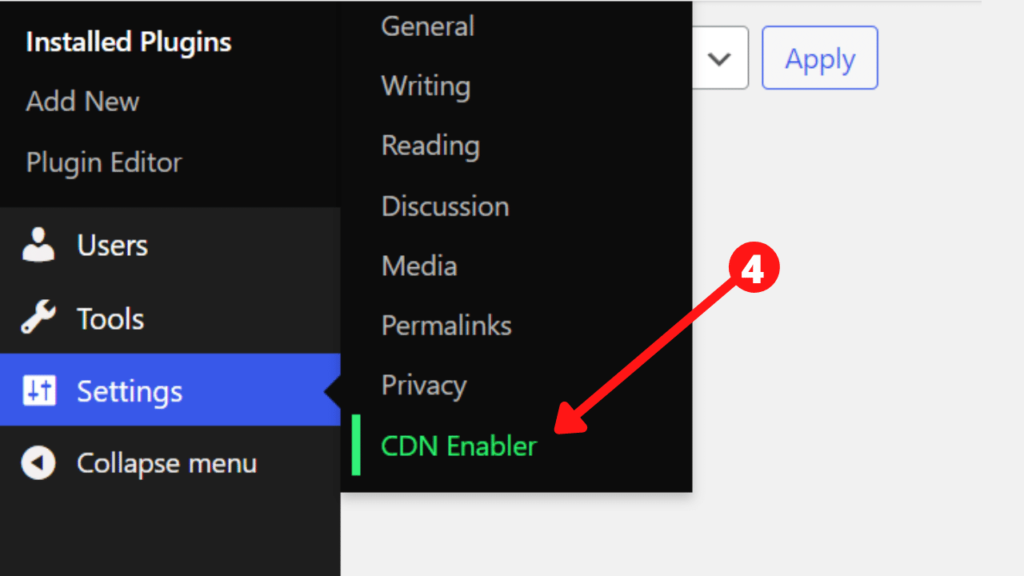 Installed Plugins
Add New
Plugin Editor
Users
Tools
Settings
Collapse menu
General
Writing
Reading
Discussion
Media
Permalinks
Privacy
CDN Enabler
Apply
4